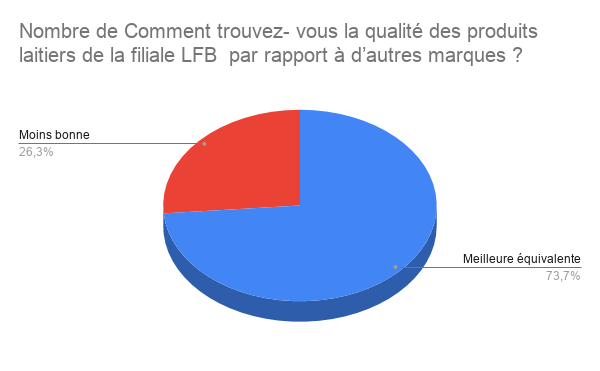 Nombre de Comment trouvez- vous la qualité des produits
laitiers de la filiale LFB  par rapport à d’autres marques ?
Moins bonne
26,3%
Meilleure équivalente
73,7%